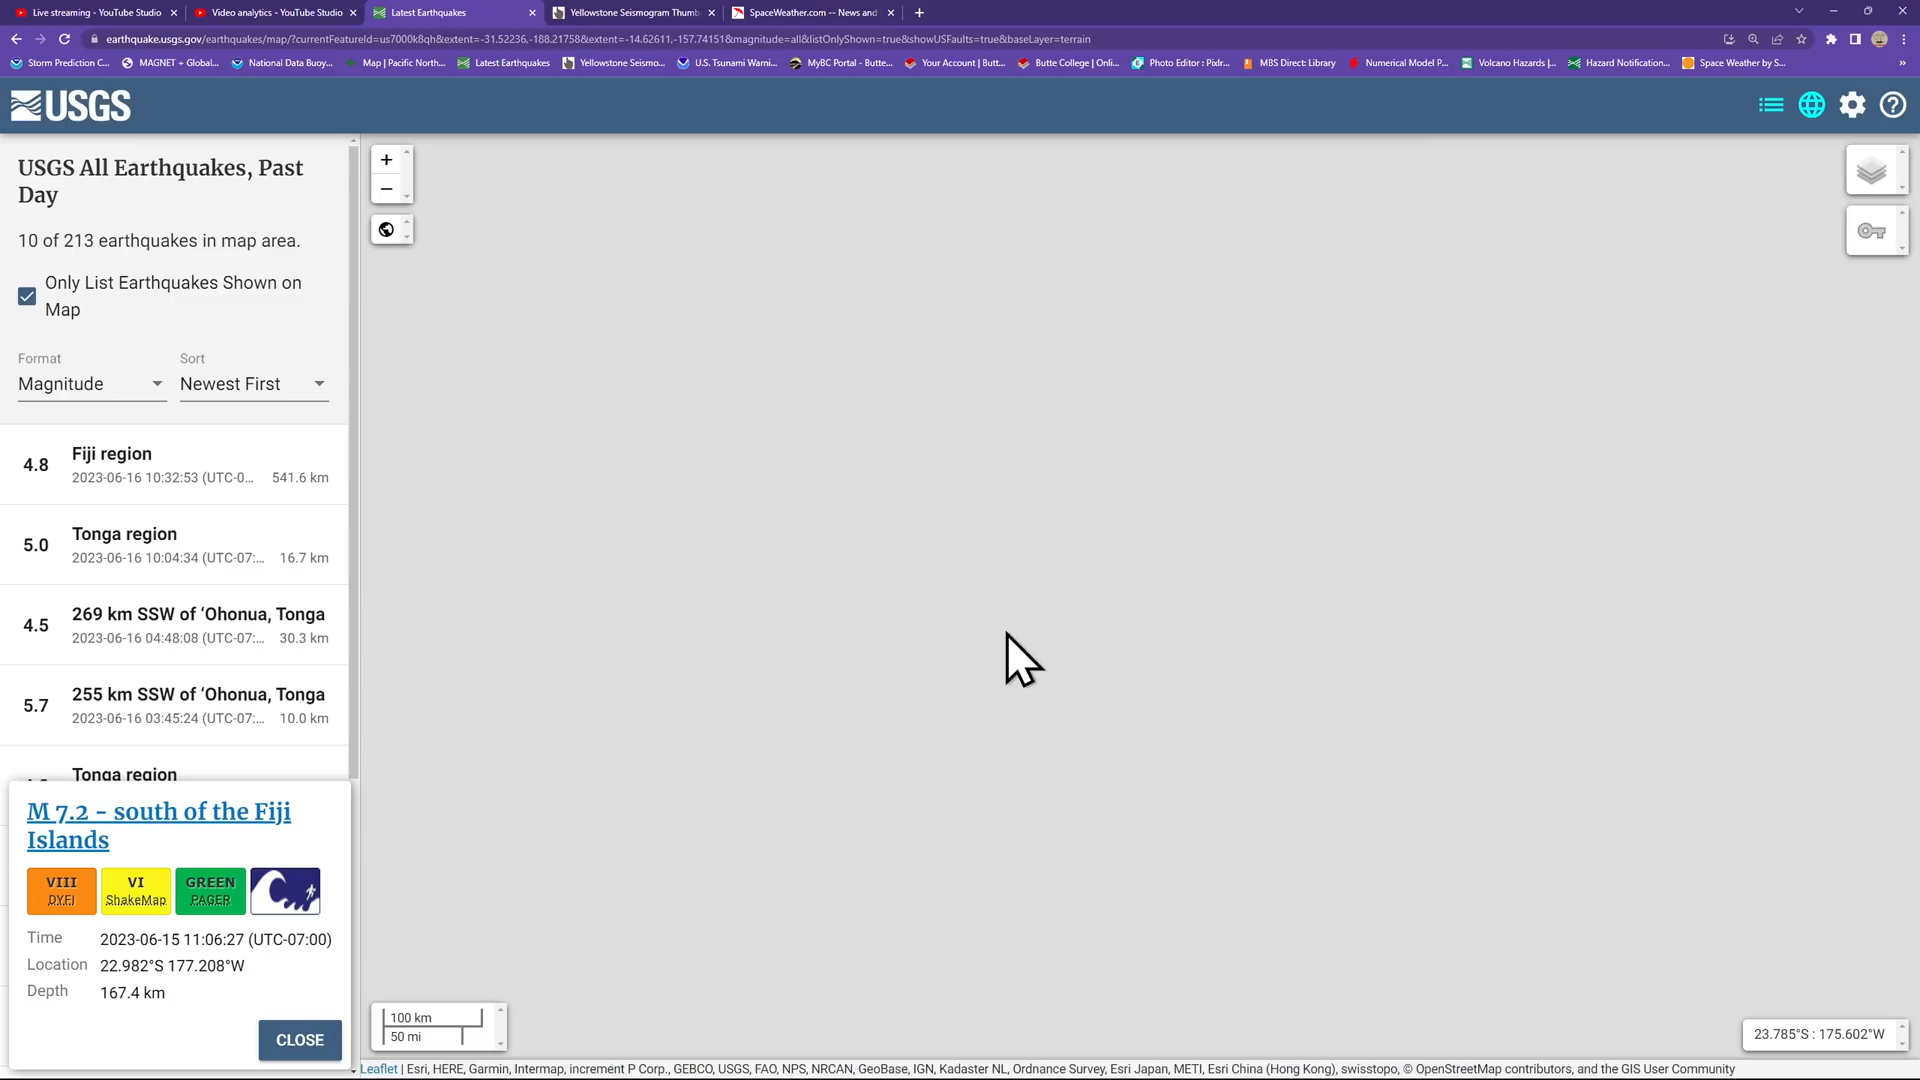 Live streaming - YouTube Studio
Video analytics - YouTube Studio
Latest Earthquakes
Yellowstone Seismogram Thumb
SpaceWeather.com -- News and
earthquake.usgs.gov/earthquakes/map/?currentFeatureId=us7000k8qh&extent=-31.52236,-188.21758&extent=-14.62611,-157.74151&magnitude=all&listOnlyShown=true&showUSFaults=true&baseLayer=terrain
Storm Prediction C...
MAGNET + Global...
National Data Buoy...
Map | Pacific North...
Latest Earthquakes
Yellowstone Seismo...
U.S. Tsunami Warni...
MyBC Portal - Butte...
Your Account | Butt...
Butte College | Onli...
Photo Editor : Pixlr...
MBS Direct: Library
Numerical Model P...
Volcano Hazards |...
Hazard Notification...
Space Weather by S...
USGS
USGS All Earthquakes, Past
Day
10 of 213 earthquakes in map area.
Only List Earthquakes Shown on
Map
Format
Sort
Magnitude
Newest First
4.8
Fiji region
2023-06-16 10:32:53 (UTC-0... 541.6 km
5.0
Tonga region
2023-06-16 10:04:34 (UTC-07:... 16.7 km
4.5
269 km SSW of ‘Ohonua, Tonga
2023-06-16 04:48:08 (UTC-07:... 30.3 km
5.7
255 km SSW of ‘Ohonua, Tonga
2023-06-16 03:45:24 (UTC-07:... 10.0 km
Tonga region
M 7.2 - south of the Fiji
Islands
VIII
DYFI
VI
ShakeMap
GREEN
PAGER
Time 2023-06-15 11:06:27 (UTC-07:00)
Location 22.982°S 177.208°W
Depth 167.4 km
CLOSE
100 km
50 mi
23.785°S : 175.602°W
Leaflet | Esri, HERE, Garmin, Intermap, increment P Corp., GEBCO, USGS, FAO, NPS, NRCAN, GeoBase, IGN, Kadaster NL, Ordnance Survey, Esri Japan, METI, Esri China (Hong Kong), swisstopo, © OpenStreetMap contributors, and the GIS User Community